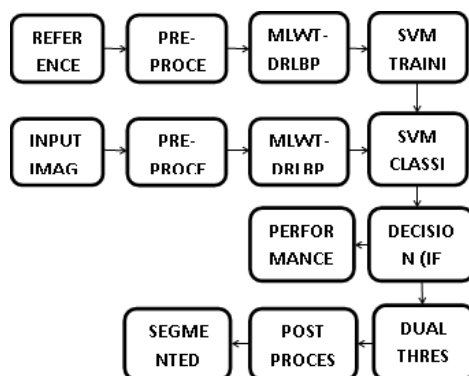 REFER
ENCE
PRE-
PROCE
MLWT-
DRLBP
SVM
TRAINI
INPUT
IMAG
PRE-
PROCE
MLWT-
DRLBP
SVM
CLASSI
PERFOR
MANCE
DECISIO
N (IF
SEGME
NTED
POST
PROCES
DUAL
THRES